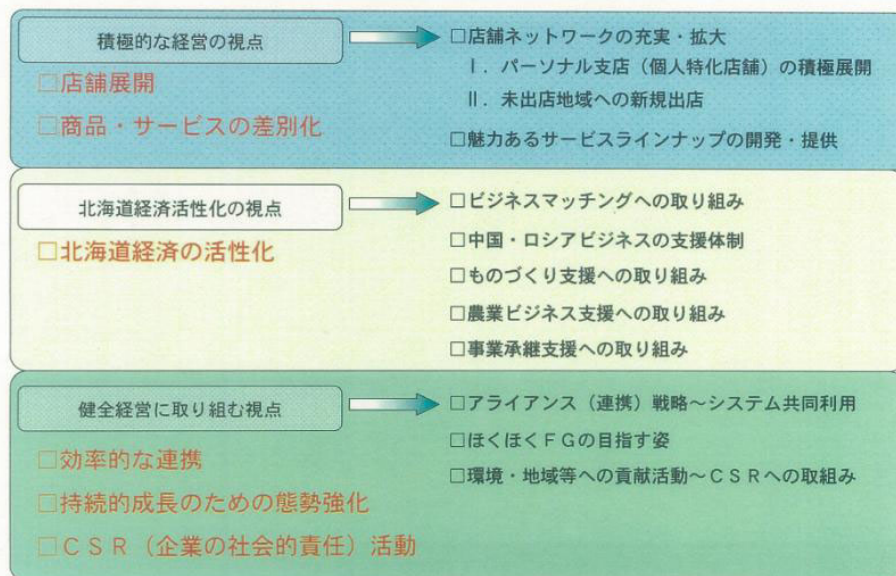 積極的な経営の視点
□店舗展開
□商品・サービスの差別化
□店舗ネットワークの充実・拡大
Ⅰ．パーソナル支店（個人特化店舗）の積極展開
Ⅱ．未出店地域への新規出店
□魅力あるサービスラインナップの開発・提供
北海道経済活性化の視点
□北海道経済の活性化
□ビジネスマッチングへの取り組み
□中国・ロシアビジネスの支援体制
□ものづくり支援への取り組み
□農業ビジネス支援への取り組み
□事業承継支援への取り組み
健全経営に取り組む視点
□効率的な連携
□持続的成長のための態勢強化
□ＣＳＲ（企業の社会的責任）活動
□アライアンス（連携）戦略～システム共同利用
□ほくほくＦＧの目指す姿
□環境・地域等への貢献活動～ＣＳＲへの取組み